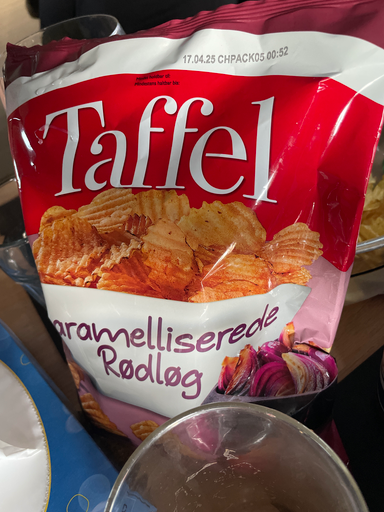 17.04.25 CHPACK05 00:52
Taffel
aramelliserede
Rødløg